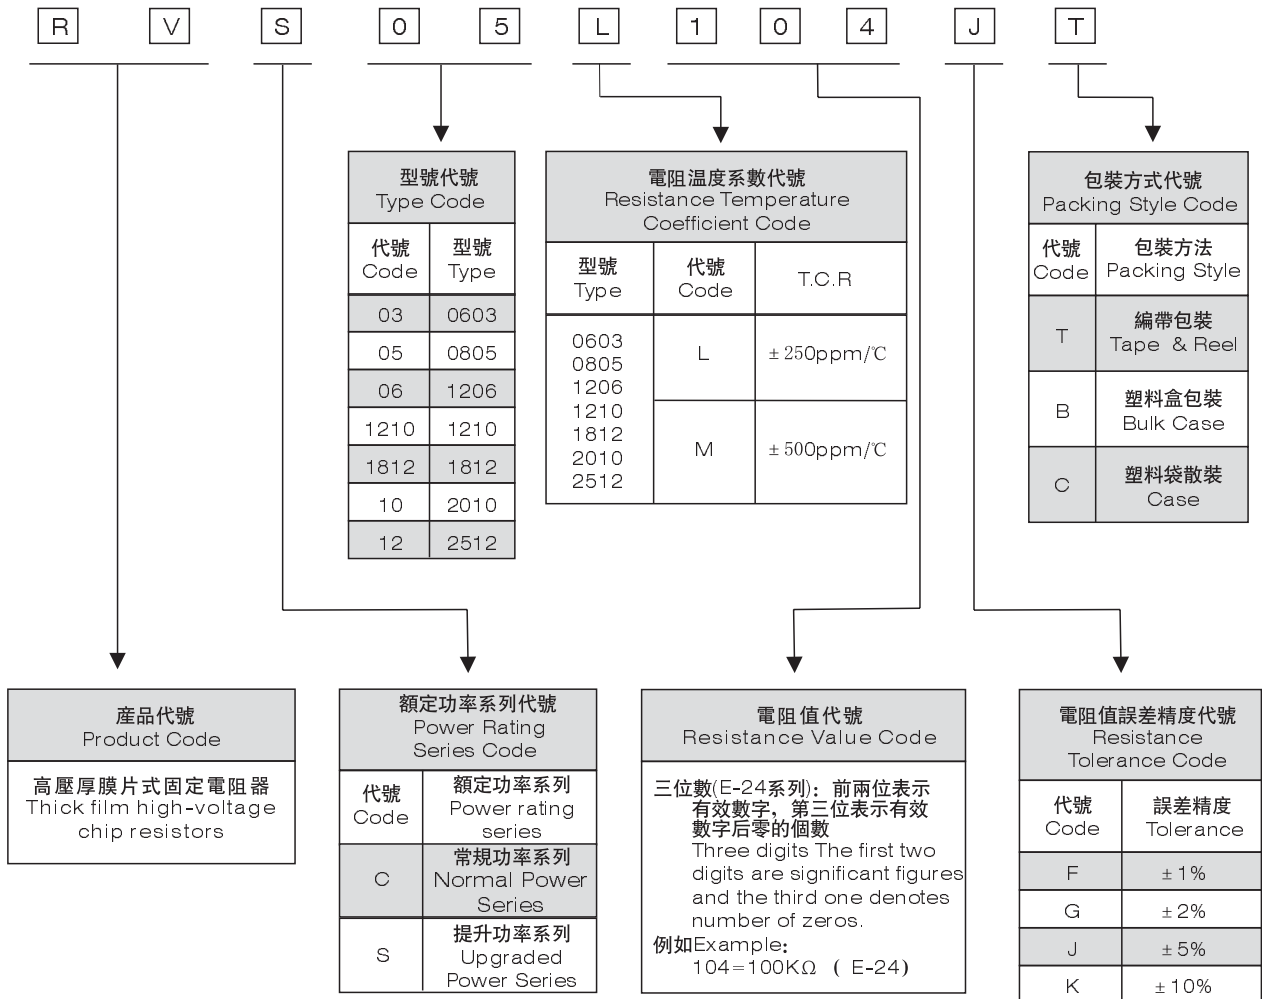 R V S 0 5 L 1 0 4 J T
型號代號
Type Code
代號 型號
Code Type
03 0603
05 0805
06 1206
1210 1210
1812 1812
10 2010
12 2512
電阻温度系數代號
Resistance Temperature
Coefficient Code
型號 代號 T.C.R
Type Code
0603
0805
1206
1210
1812
2010
2512
L ±250ppm/℃
M ±500ppm/℃
包裝方式代號
Packing Style Code
代號 包裝方法
Code Packing Style
T 編帶包裝
Tape & Reel
B 塑料盒包裝
Bulk Case
C 塑料袋散裝
Case
産品代號
Product Code
高壓厚膜片式固定電阻器
Thick film high-voltage
chip resistors
額定功率系列代號
Power Rating
Series Code
代號 額定功率系列
Code Power rating
series
C 常規功率系列
Normal Power
Series
S 提升功率系列
Upgraded
Power Series
電阻值代號
Resistance Value Code
三位數(E-24系列)：前兩位表示
有效數字，第三位表示有效
數字后零的個數
Three digits The first two
digits are significant figures
and the third one denotes
number of zeros.
例如Example：
104=100KΩ ( E-24)
電阻值誤差精度代號
Resistance
Tolerance Code
代號 誤差精度
Code Tolerance
F ±1%
G ±2%
J ±5%
K ±10%